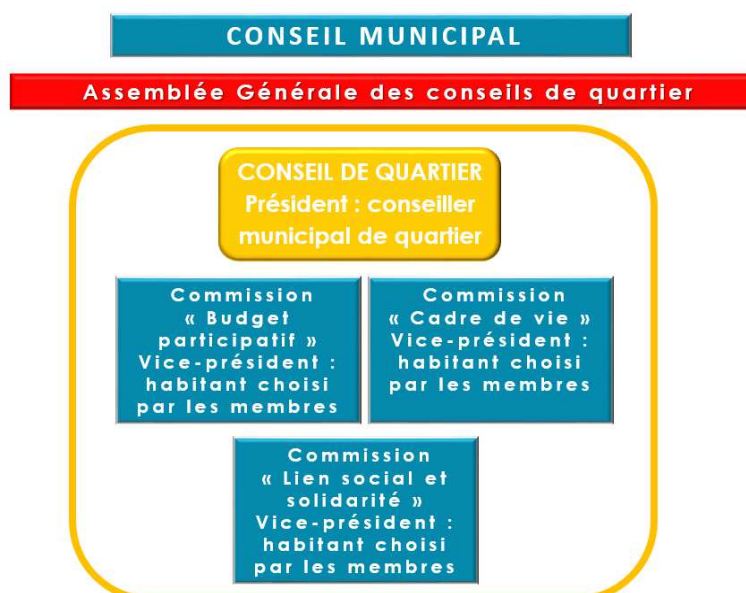 CONSEIL MUNICIPAL
Assemblée Générale des conseils de quartier
CONSEIL DE QUARTIER
Président : conseiller
municipal de quartier
Commission
« Budget
participatif »
Vice-président :
habitant choisi
par les membres
Commission
« Cadre de vie »
Vice-président :
habitant choisi
par les membres
Commission
« Lien social et
solidarité »
Vice-président :
habitant choisi
par les membres